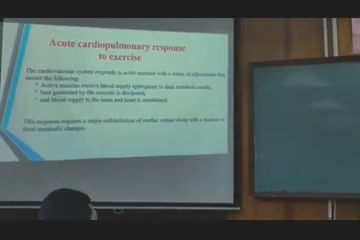 Acute cardiopulmonary response
to exercise
The cardiovascular system responds to acute exercise with a series of adjustments that
ensure the following:
Active muscles receive blood supply appropriate to their metabolic needs,
heat generated by the muscles is dissipated,
and blood supply to the brain and heart is maintained.
This response requires a major redistribution of cardiac output along with a number of
local metabolic changes.